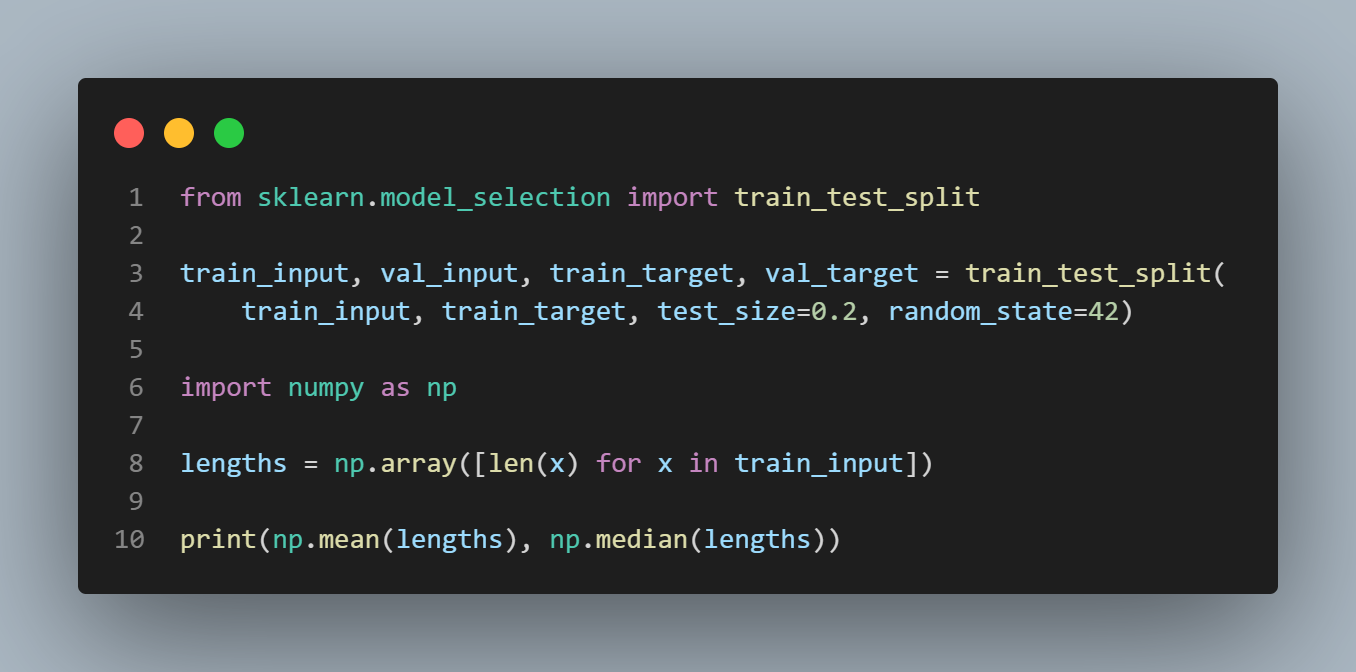 1 from sklearn.model_selection import train_test_split
2
3 train_input, val_input, train_target, val_target = train_test_split(
4     train_input, train_target, test_size=0.2, random_state=42)
5
6 import numpy as np
7
8 lengths = np.array([len(x) for x in train_input])
9
10 print(np.mean(lengths), np.median(lengths))